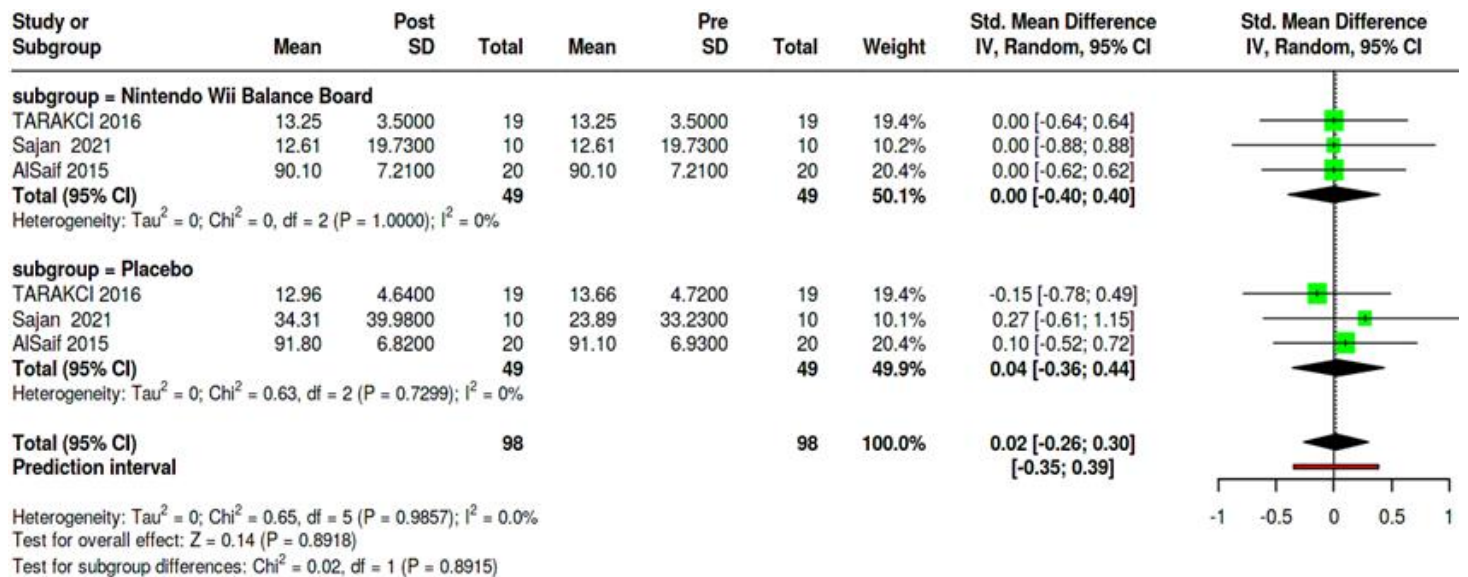 Study or Post Pre Std. Mean Difference Std. Mean Difference
Subgroup Mean SD Total Mean SD Total Weight IV, Random, 95% CI IV, Random, 95% CI
subgroup = Nintendo Wii Balance Board
TARAKCI 2016 13.25 3.5000 19 13.25 3.5000 19 19.4% 0.00 [-0.64; 0.64]
Sajan 2021 12.61 19.7300 10 12.61 19.7300 10 10.2% 0.00 [-0.88; 0.88]
AlSaif 2015 90.10 7.2100 20 90.10 7.2100 20 20.4% 0.00 [-0.62; 0.62]
Total (95% CI) 49 49 50.1% 0.00 [-0.40; 0.40]
Heterogeneity: Tau² = 0; Chi² = 0, df = 2 (P = 1.0000); I² = 0%
subgroup = Placebo
TARAKCI 2016 12.96 4.6400 19 13.66 4.7200 19 19.4% -0.15 [-0.78; 0.49]
Sajan 2021 34.31 39.9800 10 23.89 33.2300 10 10.1% 0.27 [-0.61; 1.15]
AlSaif 2015 91.80 6.8200 20 91.10 6.9300 20 20.4% 0.10 [-0.52; 0.72]
Total (95% CI) 49 49 49.9% 0.04 [-0.36; 0.44]
Heterogeneity: Tau² = 0; Chi² = 0.63, df = 2 (P = 0.7299); I² = 0%
Total (95% CI) 98 98 100.0% 0.02 [-0.26; 0.30]
Prediction interval [-0.35; 0.39]
Heterogeneity: Tau² = 0; Chi² = 0.65, df = 5 (P = 0.9857); I² = 0.0%
-1 -0.5 0 0.5 1
Test for overall effect: Z = 0.14 (P = 0.8918)
Test for subgroup differences: Chi² = 0.02, df = 1 (P = 0.8915)